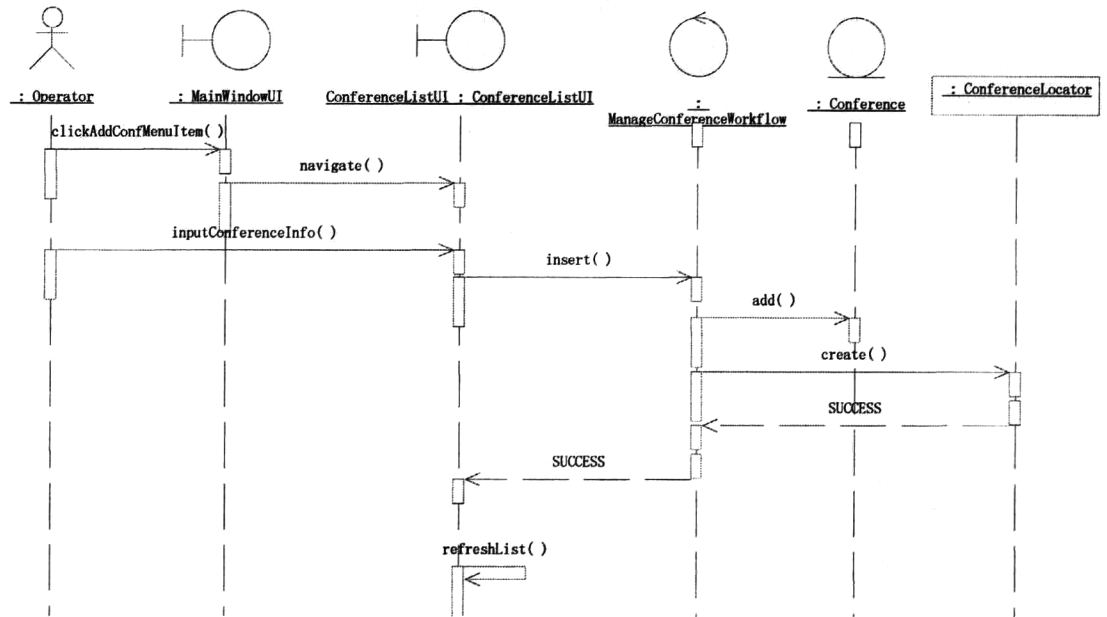 : Operator
: MainWindowUI
ConferenceListUI : ConferenceListUI
:
ManageConferenceWorkflow
: Conference
: ConferenceLocator
clickAddConfMenuItem( )
navigate( )
inputConferenceInfo( )
insert( )
add( )
create( )
SUCCESS
SUCCESS
refreshList( )